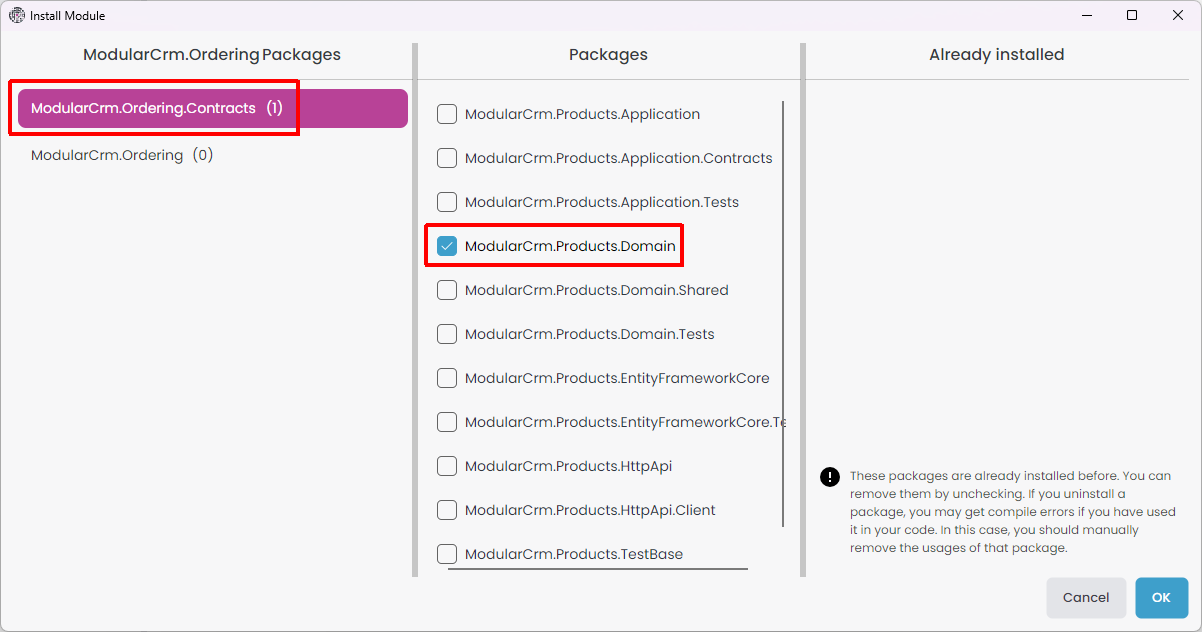 Install Module
ModularCrm.Ordering Packages
ModularCrm.Ordering.Contracts (1)
ModularCrm.Ordering (0)
Packages
ModularCrm.Products.Application
ModularCrm.Products.Application.Contracts
ModularCrm.Products.Application.Tests
ModularCrm.Products.Domain
ModularCrm.Products.Domain.Shared
ModularCrm.Products.Domain.Tests
ModularCrm.Products.EntityFrameworkCore
ModularCrm.Products.EntityFrameworkCore.Te
ModularCrm.Products.HttpApi
ModularCrm.Products.HttpApi.Client
ModularCrm.Products.TestBase
Already installed
These packages are already installed before. You can
remove them by unchecking. If you uninstall a
package, you may get compile errors if you have used
it in your code. In this case, you should manually
remove the usages of that package.
Cancel
OK